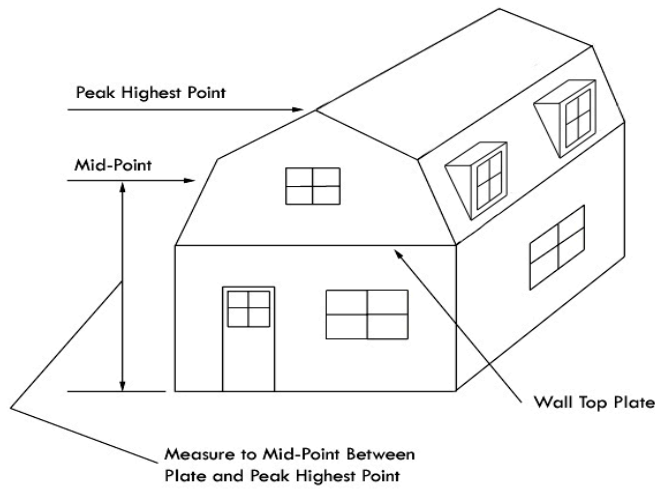 Peak Highest Point
Mid-Point
Wall Top Plate
Measure to Mid-Point Between
Plate and Peak Highest Point